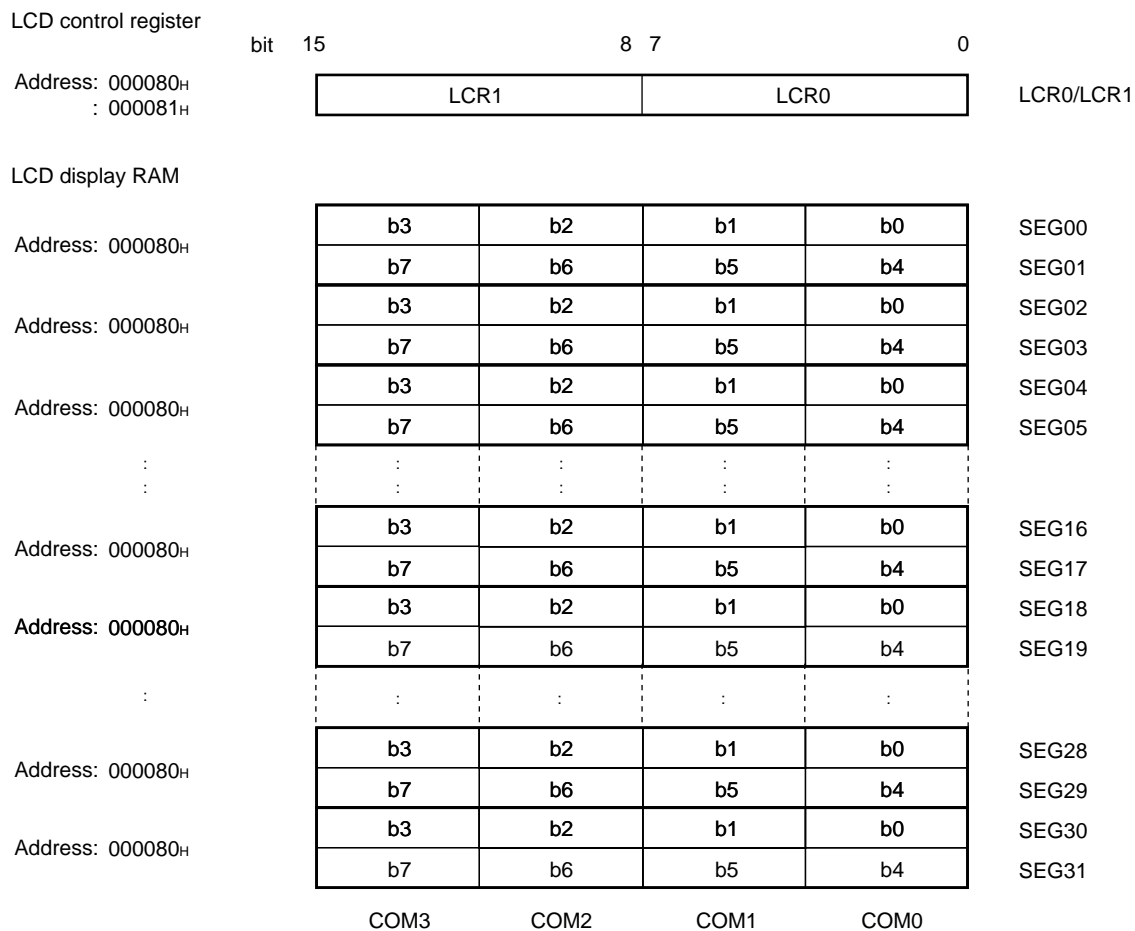 LCD control register
bit 15 8 7 0
Address: 000080H LCR1 LCR0 LCR0/LCR1
: 000081H
LCD display RAM
b3 b2 b1 b0 SEG00
Address: 000080H
b7 b6 b5 b4 SEG01
b3 b2 b1 b0 SEG02
Address: 000080H
b7 b6 b5 b4 SEG03
b3 b2 b1 b0 SEG04
Address: 000080H
b7 b6 b5 b4 SEG05
: : : : :
: : : : :
b3 b2 b1 b0 SEG16
Address: 000080H
b7 b6 b5 b4 SEG17
b3 b2 b1 b0 SEG18
Address: 000080H
b7 b6 b5 b4 SEG19
: : : : :
b3 b2 b1 b0 SEG28
Address: 000080H
b7 b6 b5 b4 SEG29
b3 b2 b1 b0 SEG30
Address: 000080H
b7 b6 b5 b4 SEG31
COM3 COM2 COM1 COM0